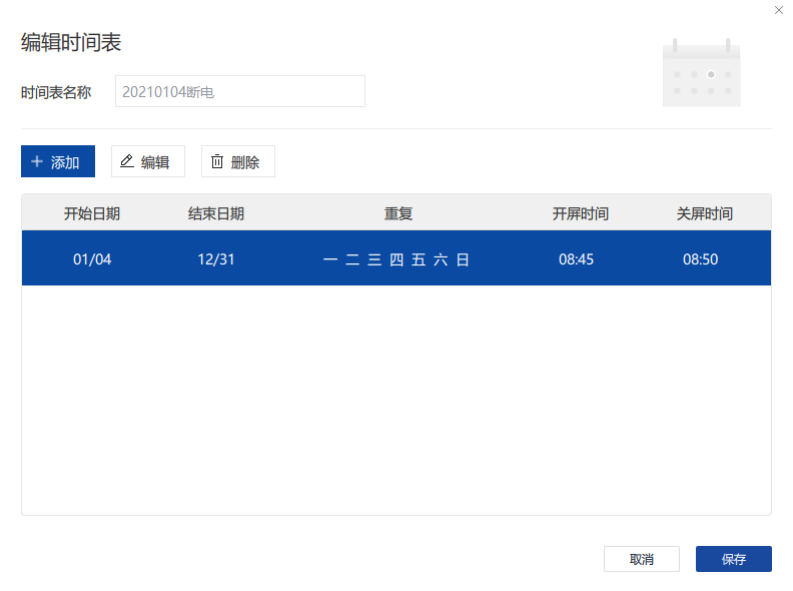 编辑时间表
时间表名称 20210104断电
添加 编辑 删除
开始日期 结束日期 重复 开屏时间 关屏时间
01/04 12/31 一 二 三 四 五 六 日 08:45 08:50
取消 保存